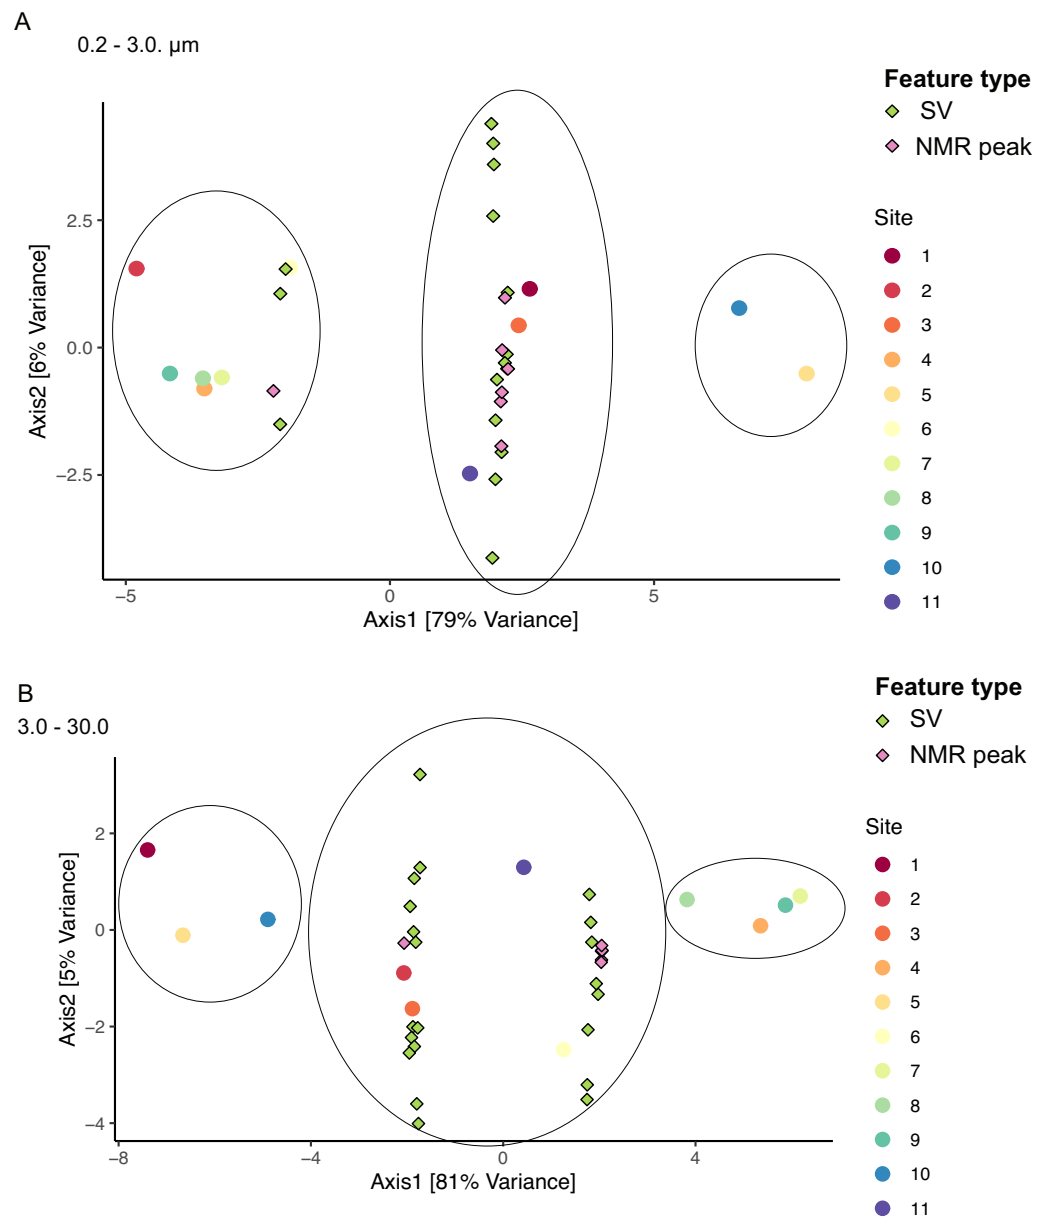 A
0.2 - 3.0. µm
Feature type
SV
NMR peak
Site
1
2
3
4
5
6
7
8
9
10
11
Axis2 [6% Variance]
2.5
0.0
−2.5
−5
0
5
Axis1 [79% Variance]
B
3.0 - 30.0
Feature type
SV
NMR peak
Site
1
2
3
4
5
6
7
8
9
10
11
Axis2 [5% Variance]
2
0
−2
−4
−8
−4
0
4
Axis1 [81% Variance]